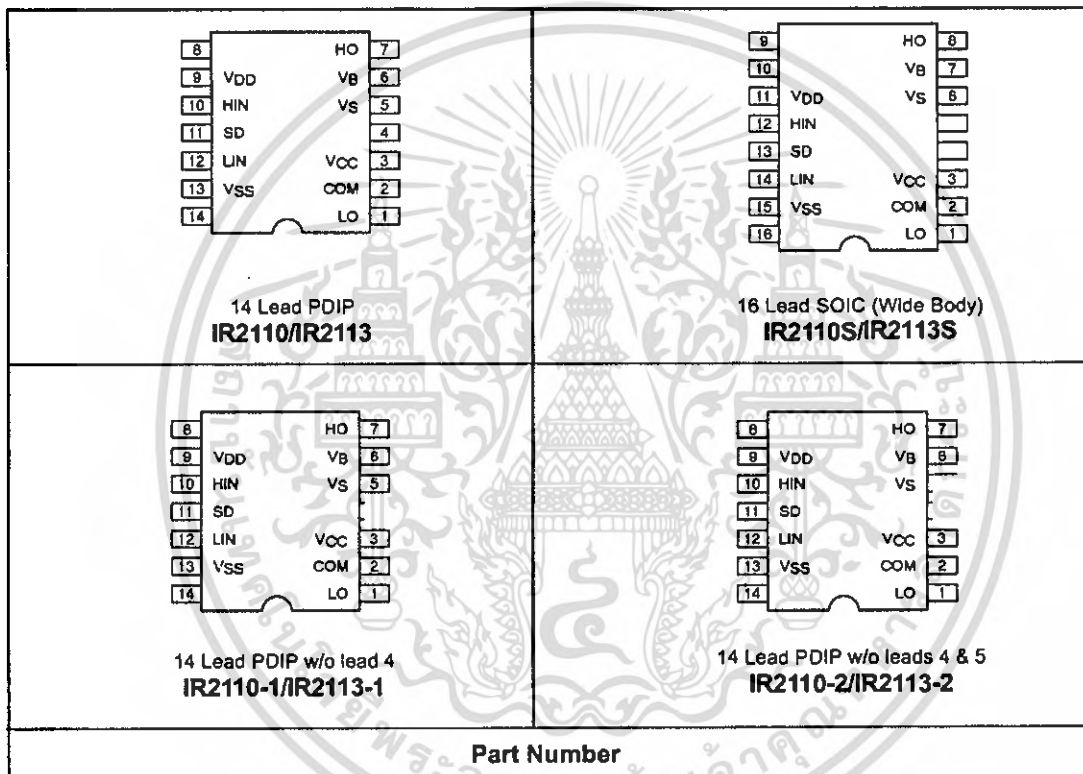 8 HO 7
9 VDD VB 6
10 HIN VS 5
11 SD 4
12 LIN VCC 3
13 VSS COM 2
14 LO 1
14 Lead PDIP
IR2110/IR2113
9 HO 8
10 VB 7
11 VDD VS 6
12 HIN
13 SD
14 LIN VCC 3
15 VSS COM 2
16 LO 1
16 Lead SOIC (Wide Body)
IR2110S/IR2113S
8 HO 7
9 VDD VB 6
10 HIN VS 5
11 SD
12 LIN VCC 3
13 VSS COM 2
14 LO 1
14 Lead PDIP w/o lead 4
IR2110-1/IR2113-1
8 HO 7
9 VDD VB 6
10 HIN VS
11 SD
12 LIN VCC 3
13 VSS COM 2
14 LO 1
14 Lead PDIP w/o leads 4 & 5
IR2110-2/IR2113-2
Part Number